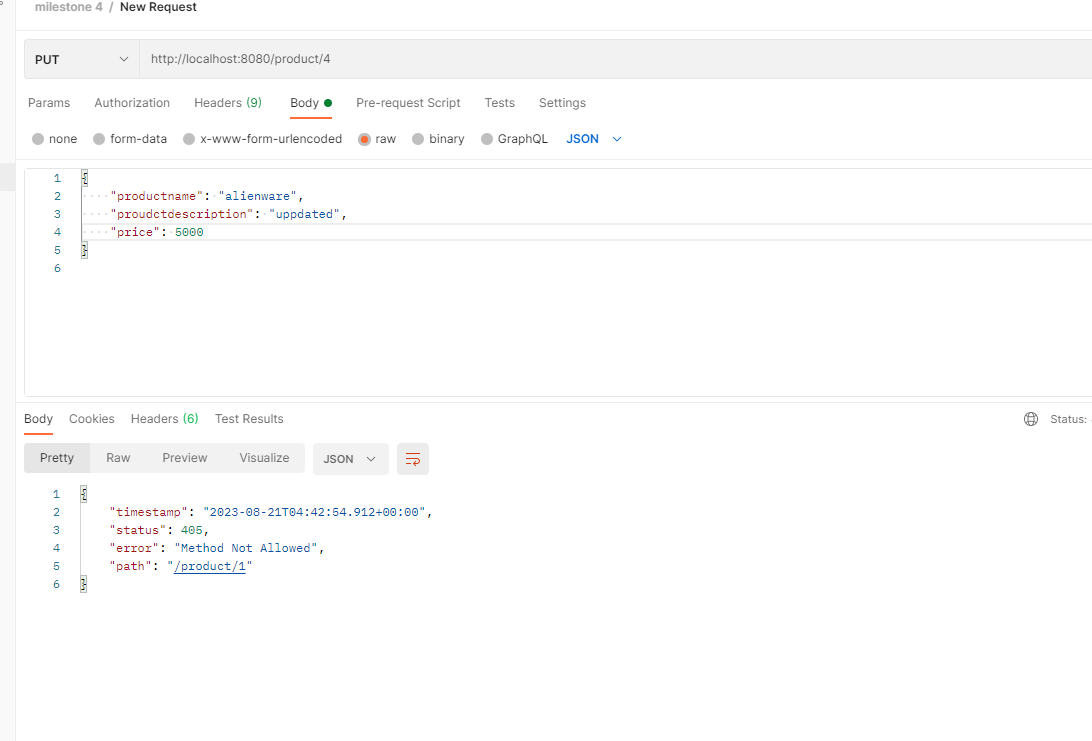 milestone 4 / New Request
PUT http://localhost:8080/product/4
Params Authorization Headers (9) Body Pre-request Script Tests Settings
none form-data x-www-form-urlencoded raw binary GraphQL JSON
1 {
2 ····"productname":·"alienware",
3 ····"proudctdescription":·"uppdated",
4 ····"price":·5000
5 }
6
Body Cookies Headers (6) Test Results Status:
Pretty Raw Preview Visualize JSON
1 {
2 "timestamp": "2023-08-21T04:42:54.912+00:00",
3 "status": 405,
4 "error": "Method Not Allowed",
5 "path": "/product/1"
6 }